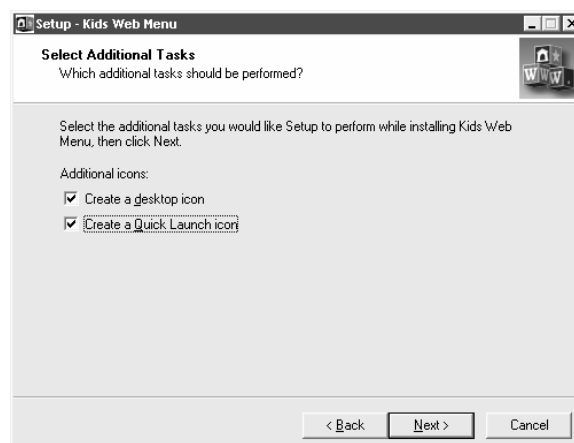 Setup - Kids Web Menu
Select Additional Tasks
Which additional tasks should be performed?
WWW.
Select the additional tasks you would like Setup to perform while installing Kids Web
Menu, then click Next.
Additional icons:
Create a desktop icon
Create a Quick Launch icon
< Back
Next >
Cancel